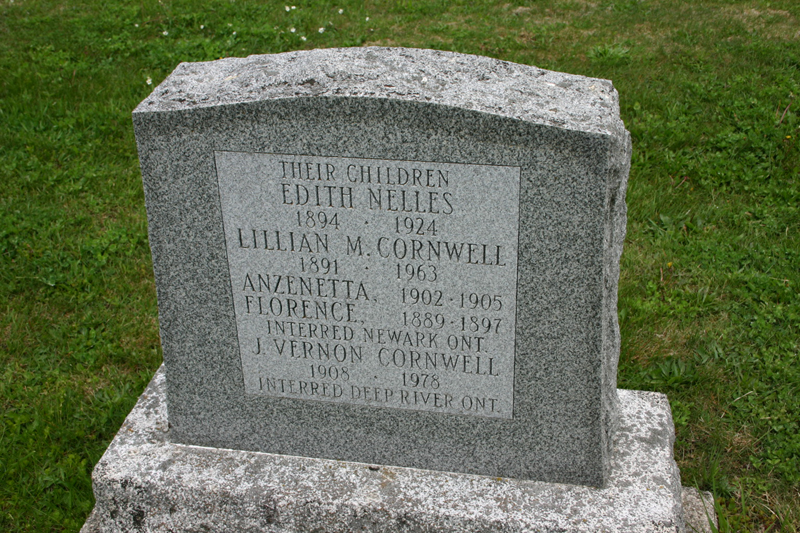 THEIR CHILDREN
EDITH NELLES
1894 · 1924
LILLIAN M. CORNWELL
1891 · 1963
ANZENETTA, 1902 · 1905
FLORENCE, 1889 · 1897
INTERRED NEWARK ONT.
J. VERNON CORNWELL
1908 · 1978
INTERRED DEEP RIVER ONT.